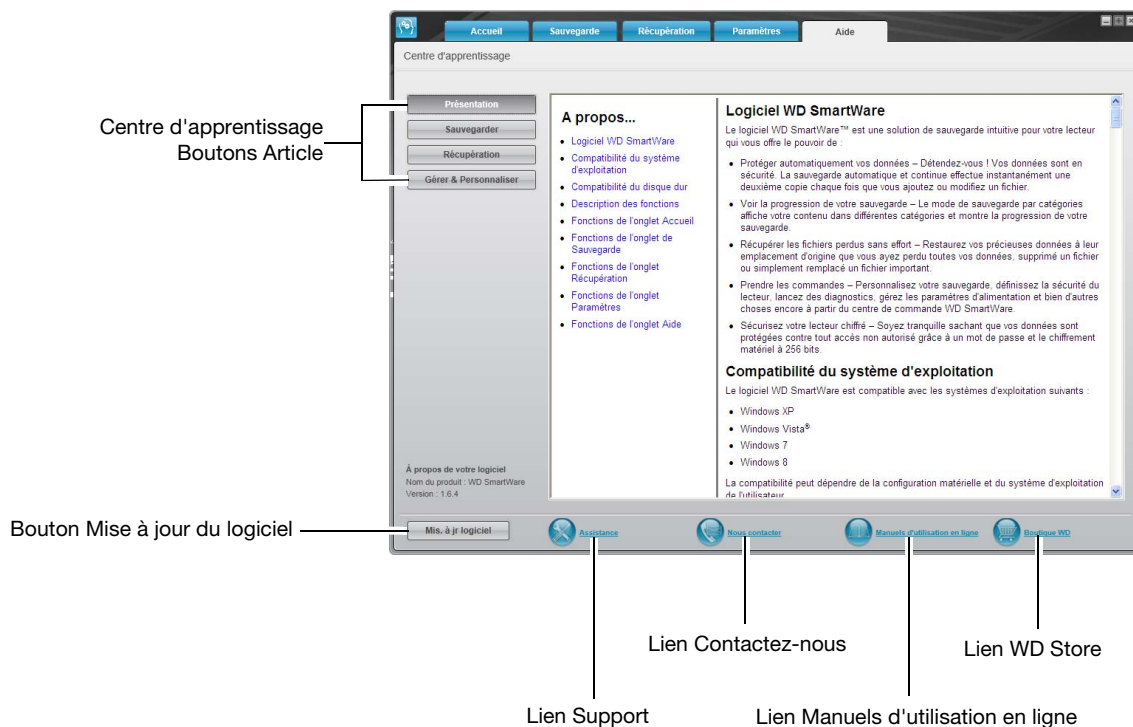 Accueil
Sauvegarde
Récupération
Paramètres
Aide
Centre d'apprentissage
Centre d'apprentissage
Boutons Article
Présentation
Sauvegarder
Récupération
Gérer & Personnaliser
A propos...
• Logiciel WD SmartWare
• Compatibilité du système
d'exploitation
• Compatibilité du disque dur
• Description des fonctions
• Fonctions de l'onglet Accueil
• Fonctions de l'onglet de
Sauvegarde
• Fonctions de l'onglet
Récupération
• Fonctions de l'onglet
Paramètres
• Fonctions de l'onglet Aide
Logiciel WD SmartWare
Le logiciel WD SmartWare™ est une solution de sauvegarde intuitive pour votre lecteur
qui vous offre le pouvoir de :
• Protéger automatiquement vos données – Détendez-vous ! Vos données sont en
sécurité. La sauvegarde automatique et continue effectue instantanément une
deuxième copie chaque fois que vous ajoutez ou modifiez un fichier.
• Voir la progression de votre sauvegarde – Le mode de sauvegarde par catégories
affiche votre contenu dans différentes catégories et montre la progression de votre
sauvegarde.
• Récupérer les fichiers perdus sans effort – Restaurez vos précieuses données à leur
emplacement d'origine que vous ayez perdu toutes vos données, supprimé un fichier
ou simplement remplacé un fichier important.
• Prendre les commandes – Personnalisez votre sauvegarde, définissez la sécurité du
lecteur, lancez des diagnostics, gérez les paramètres d'alimentation et bien d'autres
choses encore à partir du centre de commande WD SmartWare.
• Sécurisez votre lecteur chiffré – Soyez tranquille sachant que vos données sont
protégées contre tout accès non autorisé grâce à un mot de passe et le chiffrement
matériel à 256 bits.
Compatibilité du système d'exploitation
Le logiciel WD SmartWare est compatible avec les systèmes d'exploitation suivants :
• Windows XP
• Windows Vista®
• Windows 7
• Windows 8
La compatibilité peut dépendre de la configuration matérielle et du système d'exploitation
de l'utilisateur
À propos de votre logiciel
Nom du produit : WD SmartWare
Version : 1.6.4
Bouton Mise à jour du logiciel
Mis. à jr logiciel
Assistance
Nous contacter
Manuels d'utilisation en ligne
Boutique WD
Lien Contactez-nous
Lien WD Store
Lien Support
Lien Manuels d'utilisation en ligne